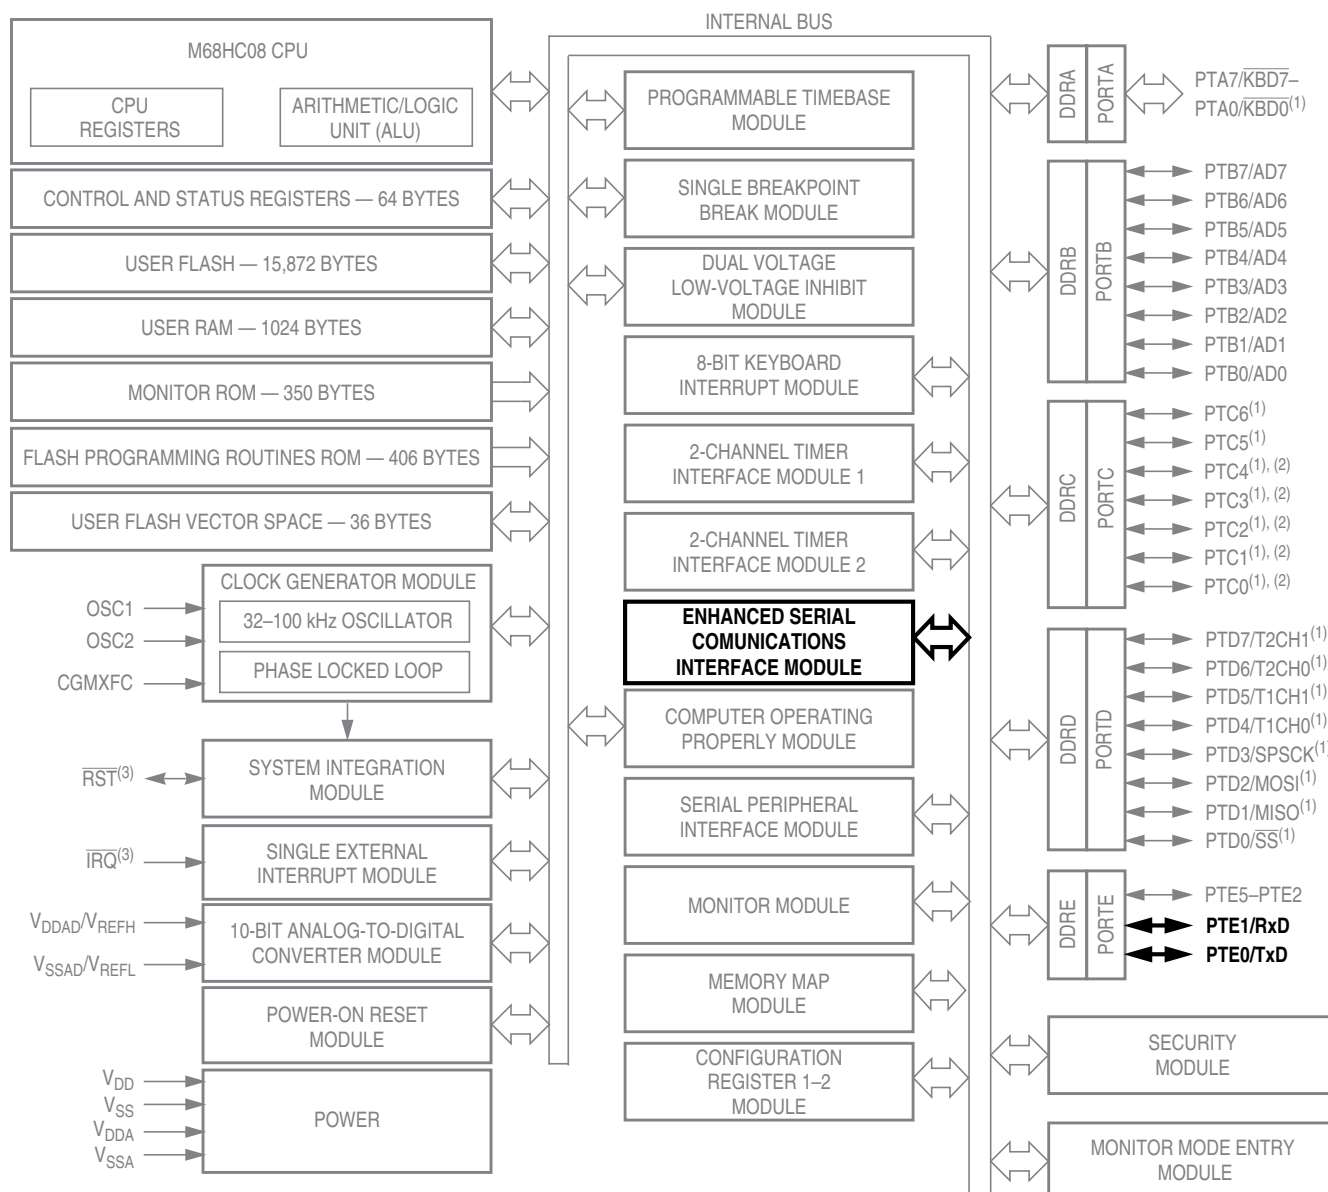 INTERNAL BUS
M68HC08 CPU
CPU
REGISTERS
ARITHMETIC/LOGIC
UNIT (ALU)
CONTROL AND STATUS REGISTERS — 64 BYTES
USER FLASH — 15,872 BYTES
USER RAM — 1024 BYTES
MONITOR ROM — 350 BYTES
FLASH PROGRAMMING ROUTINES ROM — 406 BYTES
USER FLASH VECTOR SPACE — 36 BYTES
CLOCK GENERATOR MODULE
32–100 kHz OSCILLATOR
PHASE LOCKED LOOP
OSC1
OSC2
CGMXFC
SYSTEM INTEGRATION
MODULE
RST(3)
SINGLE EXTERNAL
INTERRUPT MODULE
IRQ(3)
10-BIT ANALOG-TO-DIGITAL
CONVERTER MODULE
VDDAD/VREFH
VSSAD/VREFL
POWER-ON RESET
MODULE
POWER
VDD
VSS
VDDA
VSSA
PROGRAMMABLE TIMEBASE
MODULE
SINGLE BREAKPOINT
BREAK MODULE
DUAL VOLTAGE
LOW-VOLTAGE INHIBIT
MODULE
8-BIT KEYBOARD
INTERRUPT MODULE
2-CHANNEL TIMER
INTERFACE MODULE 1
2-CHANNEL TIMER
INTERFACE MODULE 2
ENHANCED SERIAL
COMUNICATIONS
INTERFACE MODULE
COMPUTER OPERATING
PROPERLY MODULE
SERIAL PERIPHERAL
INTERFACE MODULE
MONITOR MODULE
MEMORY MAP
MODULE
CONFIGURATION
REGISTER 1–2
MODULE
DDRA
PORTA
PTA7/KBD7–
PTA0/KBD0(1)
DDRB
PORTB
PTB7/AD7
PTB6/AD6
PTB5/AD5
PTB4/AD4
PTB3/AD3
PTB2/AD2
PTB1/AD1
PTB0/AD0
DDRC
PORTC
PTC6(1)
PTC5(1)
PTC4(1), (2)
PTC3(1), (2)
PTC2(1), (2)
PTC1(1), (2)
PTC0(1), (2)
DDRD
PORTD
PTD7/T2CH1(1)
PTD6/T2CH0(1)
PTD5/T1CH1(1)
PTD4/T1CH0(1)
PTD3/SPSCK(1)
PTD2/MOSI(1)
PTD1/MISO(1)
PTD0/SS(1)
DDRE
PORTE
PTE5–PTE2
PTE1/RxD
PTE0/TxD
SECURITY
MODULE
MONITOR MODE ENTRY
MODULE